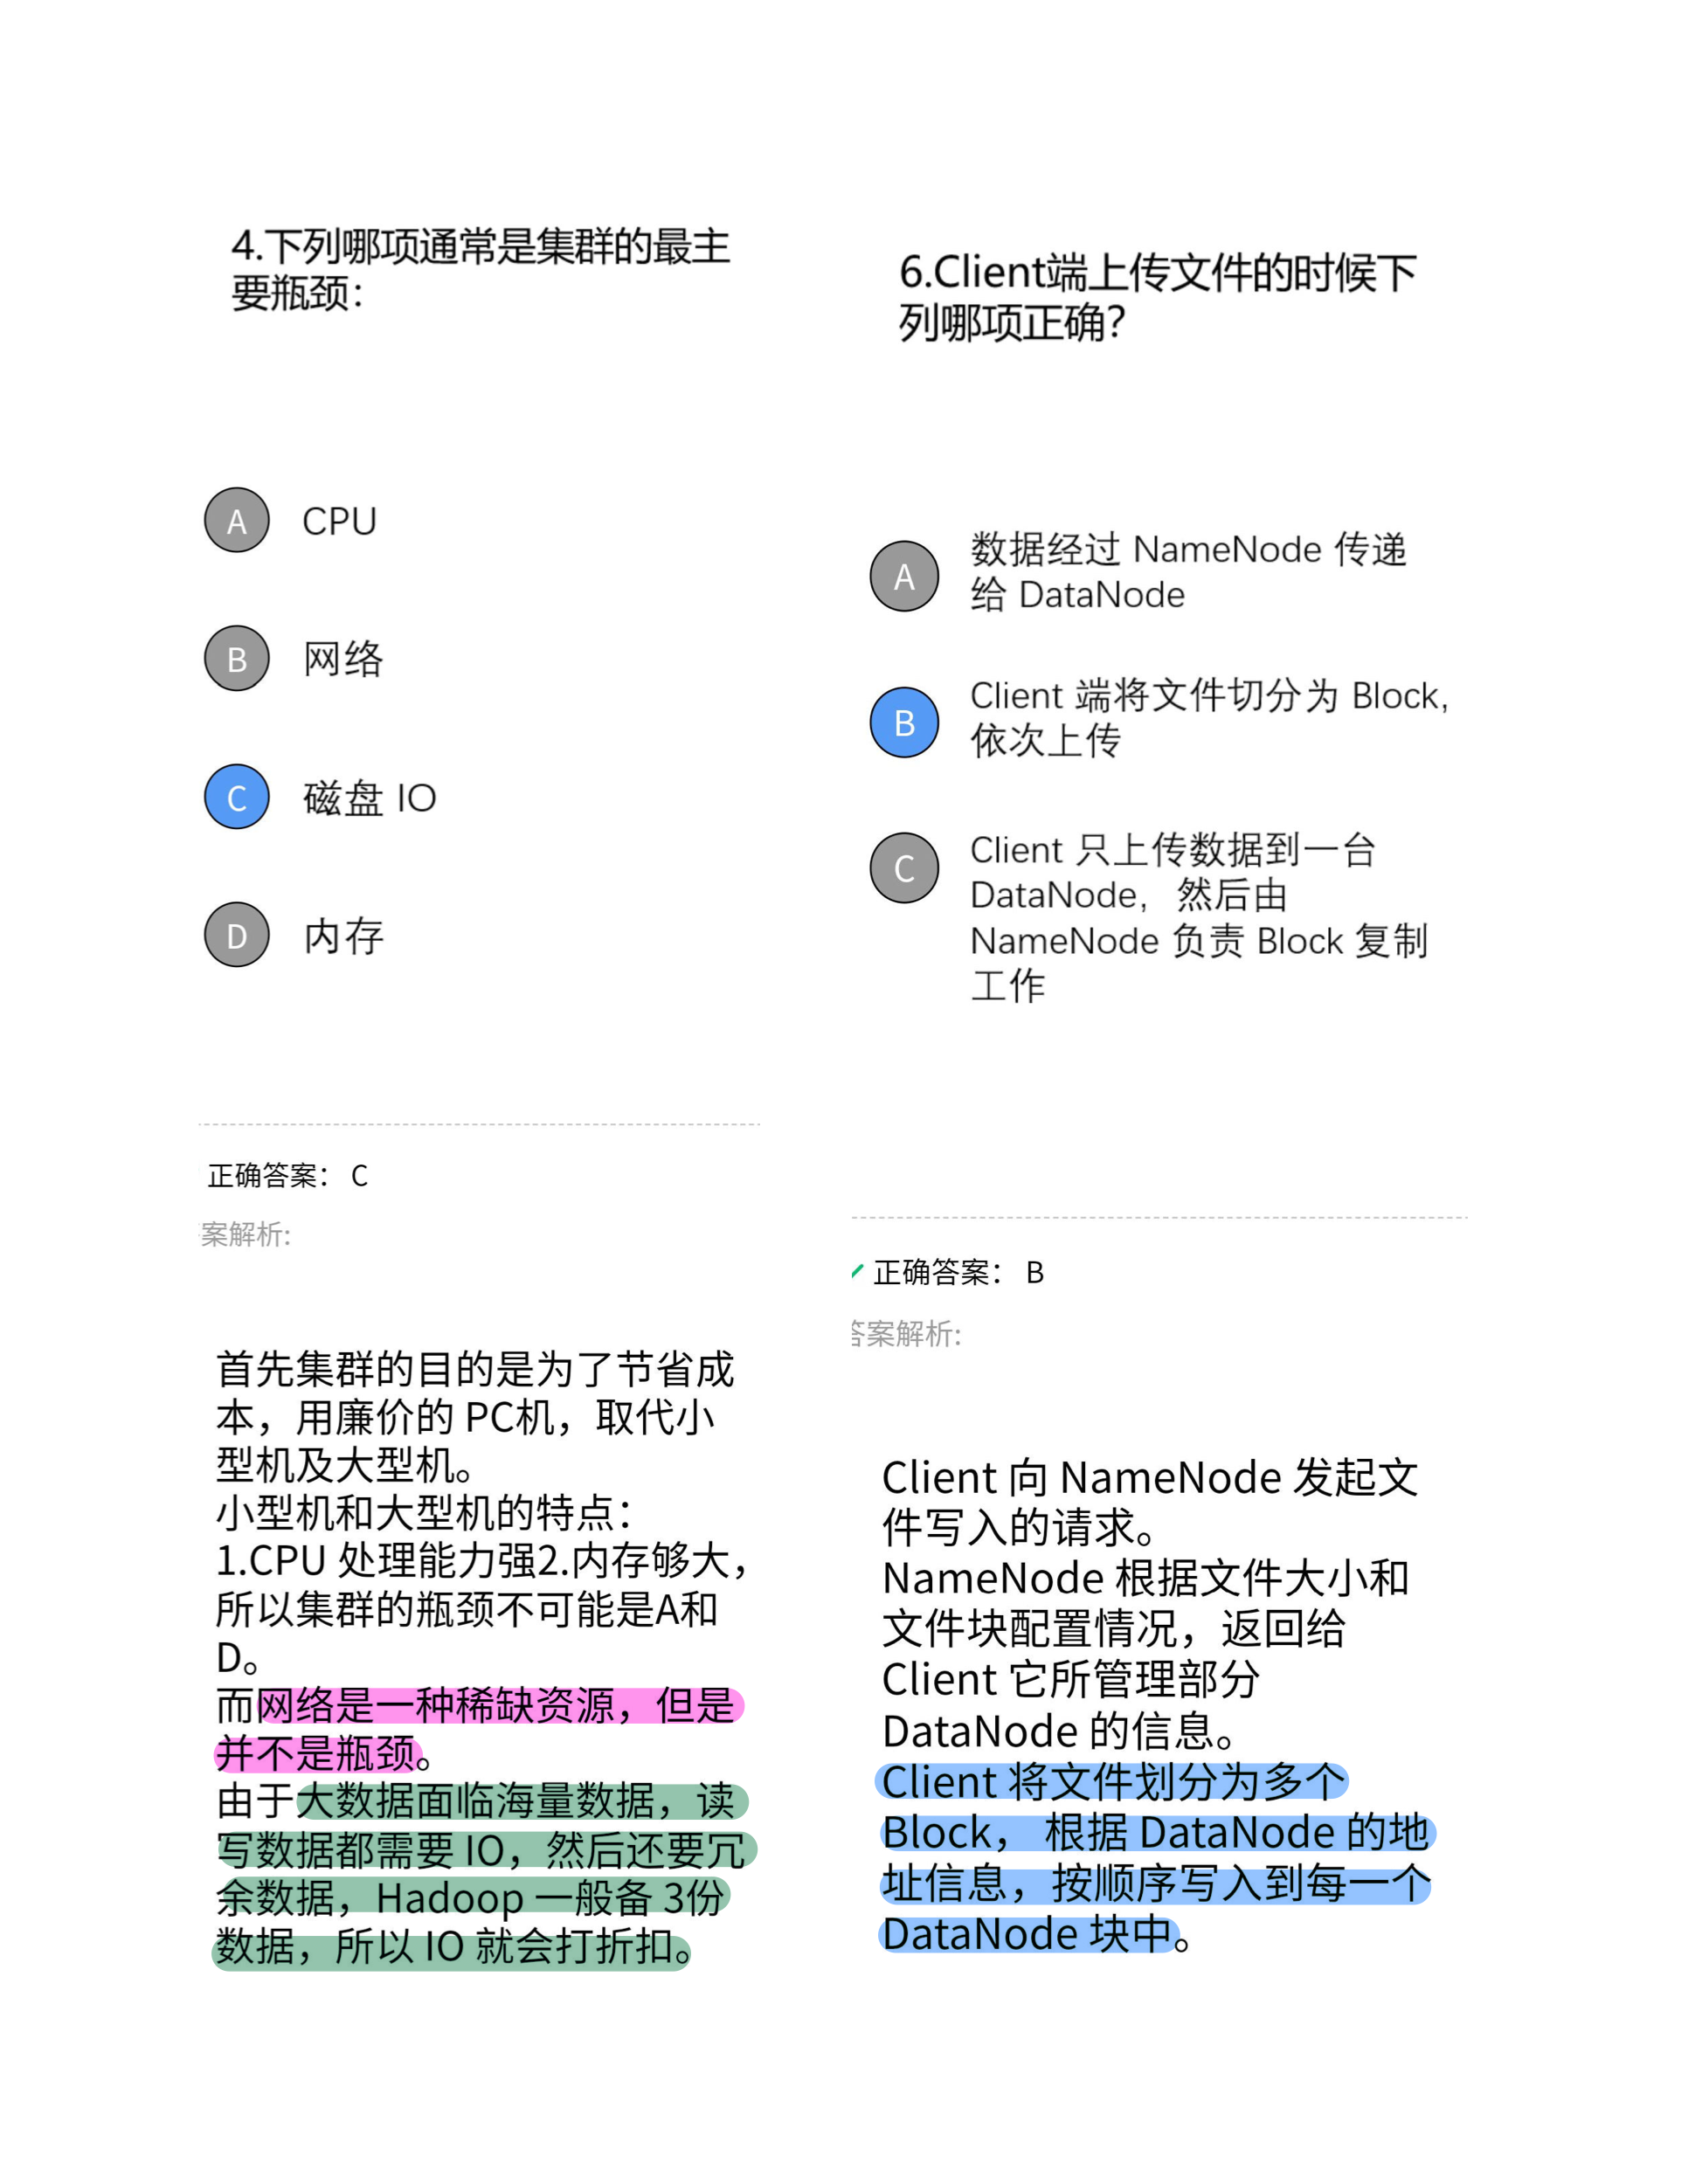 4.下列哪项通常是集群的最主
要瓶颈：
A CPU
B 网络
C 磁盘 IO
D 内存
正确答案： C
案解析:
首先集群的目的是为了节省成
本，用廉价的 PC机，取代小
型机及大型机。
小型机和大型机的特点：
1.CPU 处理能力强2.内存够大，
所以集群的瓶颈不可能是A和
D。
而网络是一种稀缺资源，但是
并不是瓶颈。
由于大数据面临海量数据，读
写数据都需要 IO，然后还要冗
余数据，Hadoop 一般备 3份
数据，所以 IO 就会打折扣。
6.Client端上传文件的时候下
列哪项正确？
A 数据经过 NameNode 传递
给 DataNode
B Client 端将文件切分为 Block，
依次上传
C Client 只上传数据到一台
DataNode，然后由
NameNode 负责 Block 复制
工作
正确答案： B
答案解析:
Client 向 NameNode 发起文
件写入的请求。
NameNode 根据文件大小和
文件块配置情况，返回给
Client 它所管理部分
DataNode 的信息。
Client 将文件划分为多个
Block， 根据 DataNode 的地
址信息，按顺序写入到每一个
DataNode 块中。